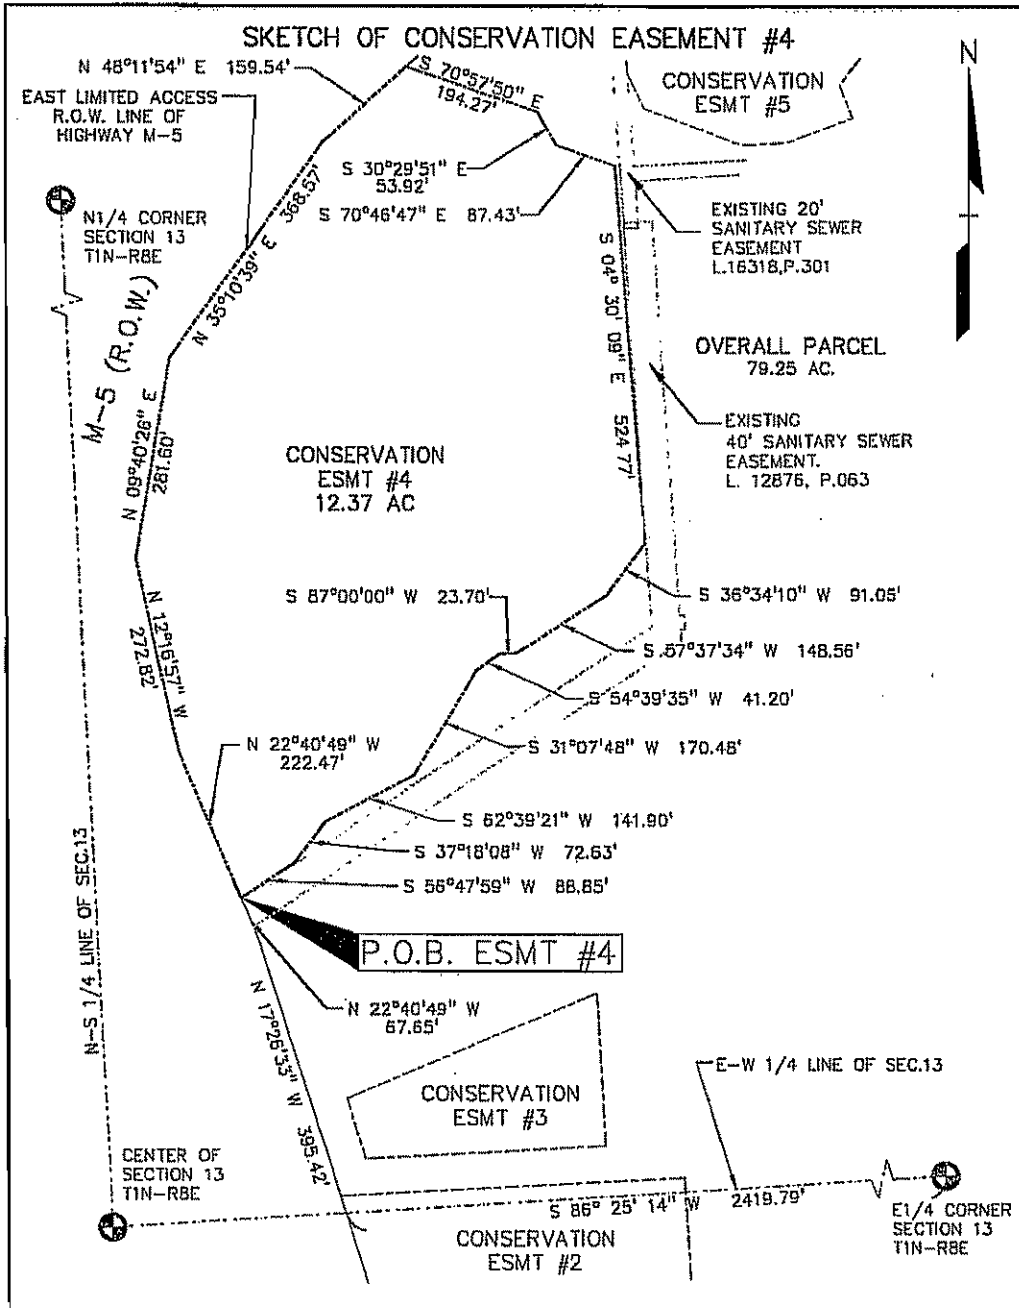 SKETCH OF CONSERVATION EASEMENT #4
N 48°11'54" E 159.54'
S 70°57'50" E
194.27'
CONSERVATION
ESMT #5
N
EAST LIMITED ACCESS
R.O.W. LINE OF
HIGHWAY M-5
S 30°29'51" E
53.92'
S 70°46'47" E 87.43'
N1/4 CORNER
SECTION 13
T1N-R8E
N 35°10'39" E 368.57'
EXISTING 20'
SANITARY SEWER
EASEMENT
L.16318,P.301
M-5 (R.O.W.)
S 04° 30' 09" E 524.77'
OVERALL PARCEL
79.25 AC.
N 09°40'26" E
281.60'
EXISTING
40' SANITARY SEWER
EASEMENT.
L. 12876, P.063
CONSERVATION
ESMT #4
12.37 AC
S 87°00'00" W 23.70'
S 36°34'10" W 91.05'
N 12°16'57" W
272.82'
S 57°37'34" W 148.56'
S 54°39'35" W 41.20'
N 22°40'49" W
222.47'
S 31°07'48" W 170.48'
S 62°39'21" W 141.90'
S 37°18'08" W 72.63'
S 56°47'59" W 88.85'
N-S 1/4 LINE OF SEC.13
P.O.B. ESMT #4
N 22°40'49" W
67.65'
N 17°26'33" W 395.42'
E-W 1/4 LINE OF SEC.13
CONSERVATION
ESMT #3
CENTER OF
SECTION 13
T1N-R8E
S 86° 25' 14" W 2419.79'
E1/4 CORNER
SECTION 13
T1N-R8E
CONSERVATION
ESMT #2